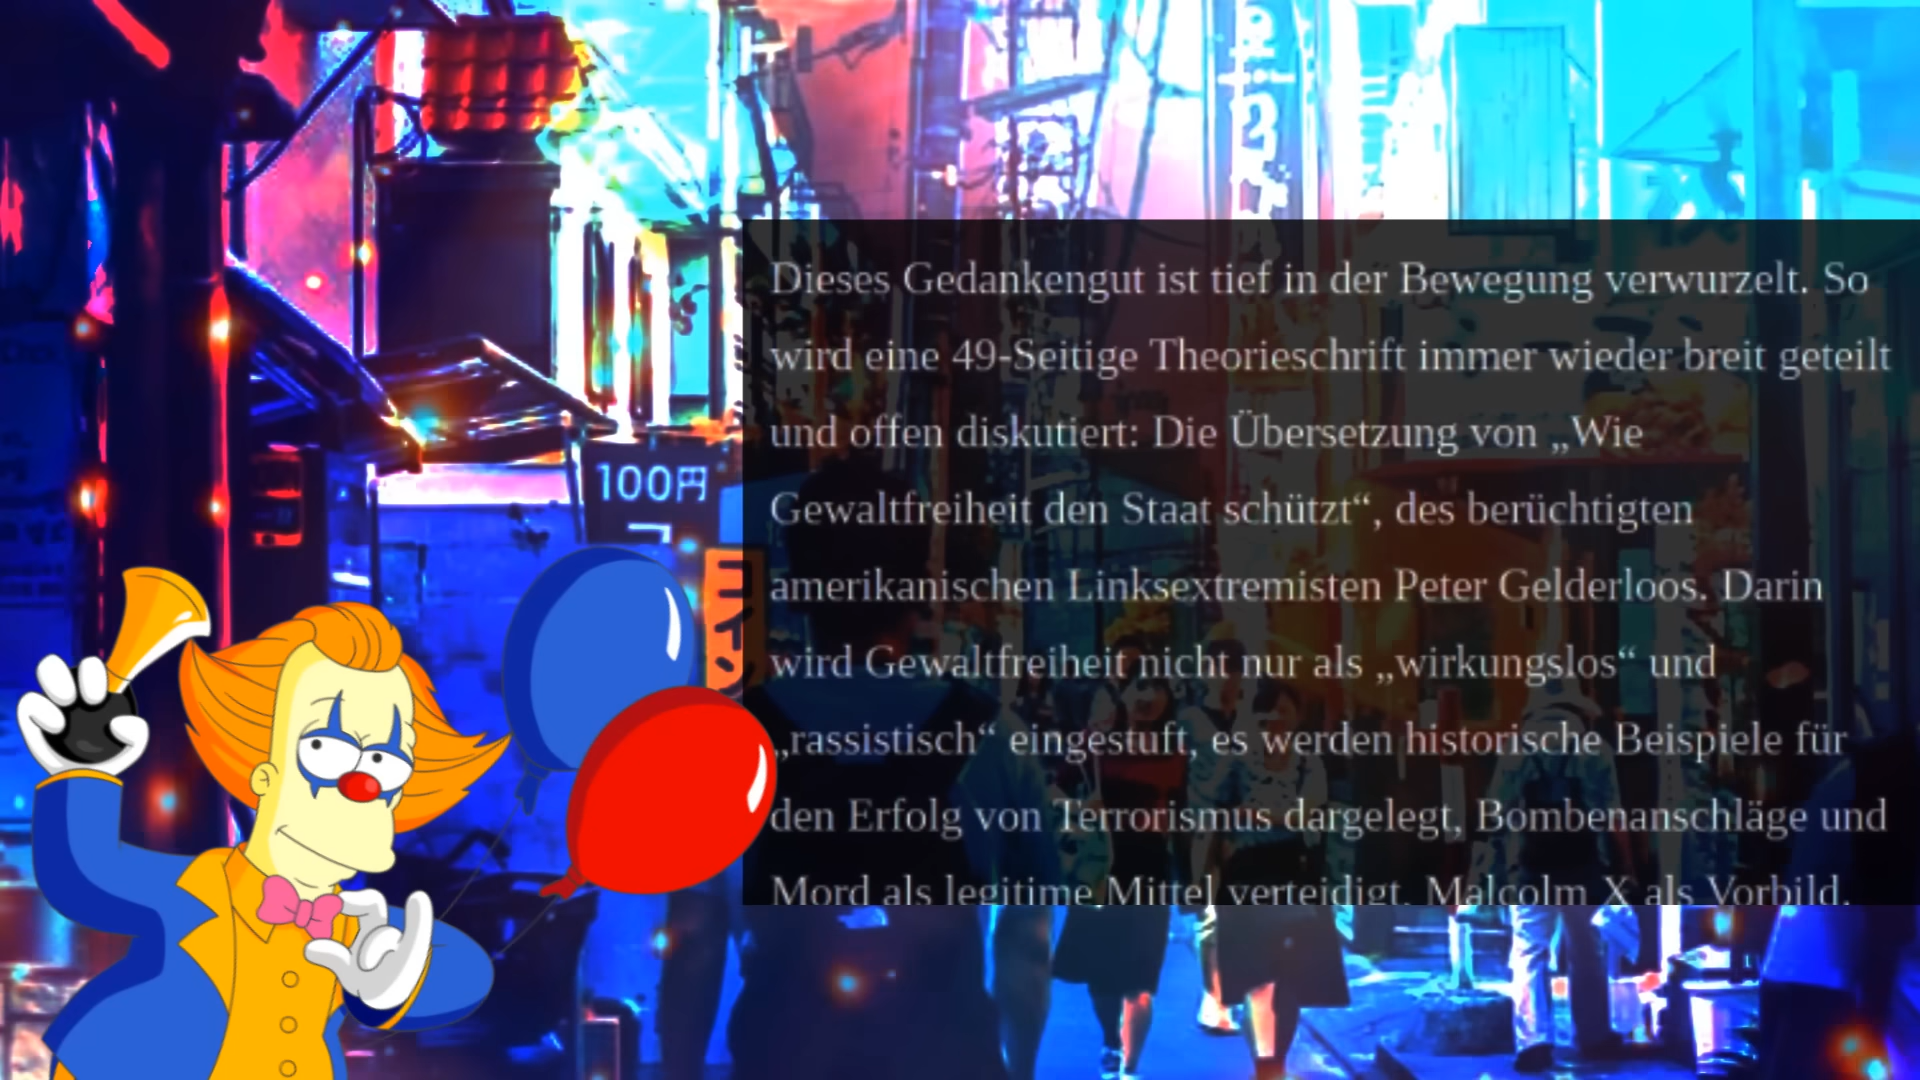 100円
コイン
Dieses Gedankengut ist tief in der Bewegung verwurzelt. So
wird eine 49-Seitige Theorieschrift immer wieder breit geteilt
und offen diskutiert: Die Übersetzung von „Wie
Gewaltfreiheit den Staat schützt“, des berüchtigten
amerikanischen Linksextremisten Peter Gelderloos. Darin
wird Gewaltfreiheit nicht nur als „wirkungslos“ und
„rassistisch“ eingestuft, es werden historische Beispiele für
den Erfolg von Terrorismus dargelegt, Bombenanschläge und
Mord als legitime Mittel verteidigt. Malcolm X als Vorbild.